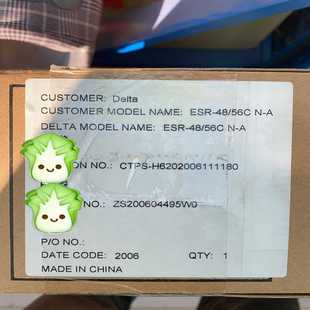 CUSTOMER: Delta
CUSTOMER MODEL NAME: ESR-48/56C N-A
DELTA MODEL NAME: ESR-48/56C N-A
ON NO.: CTPS-H6202006111180
NO.: ZS200604495W0
P/O NO.:
DATE CODE: 2006 QTY: 1
MADE IN CHINA